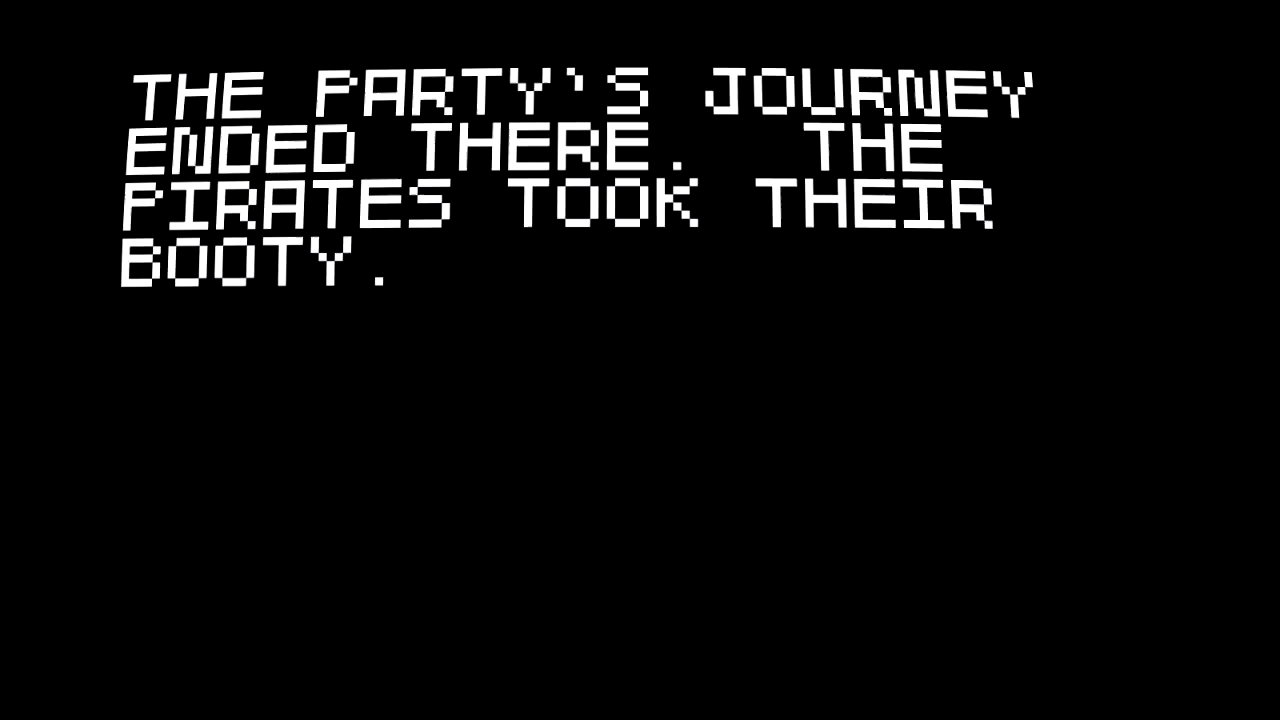 THE PARTY'S JOURNEY
ENDED THERE.  THE
PIRATES TOOK THEIR
BOOTY.